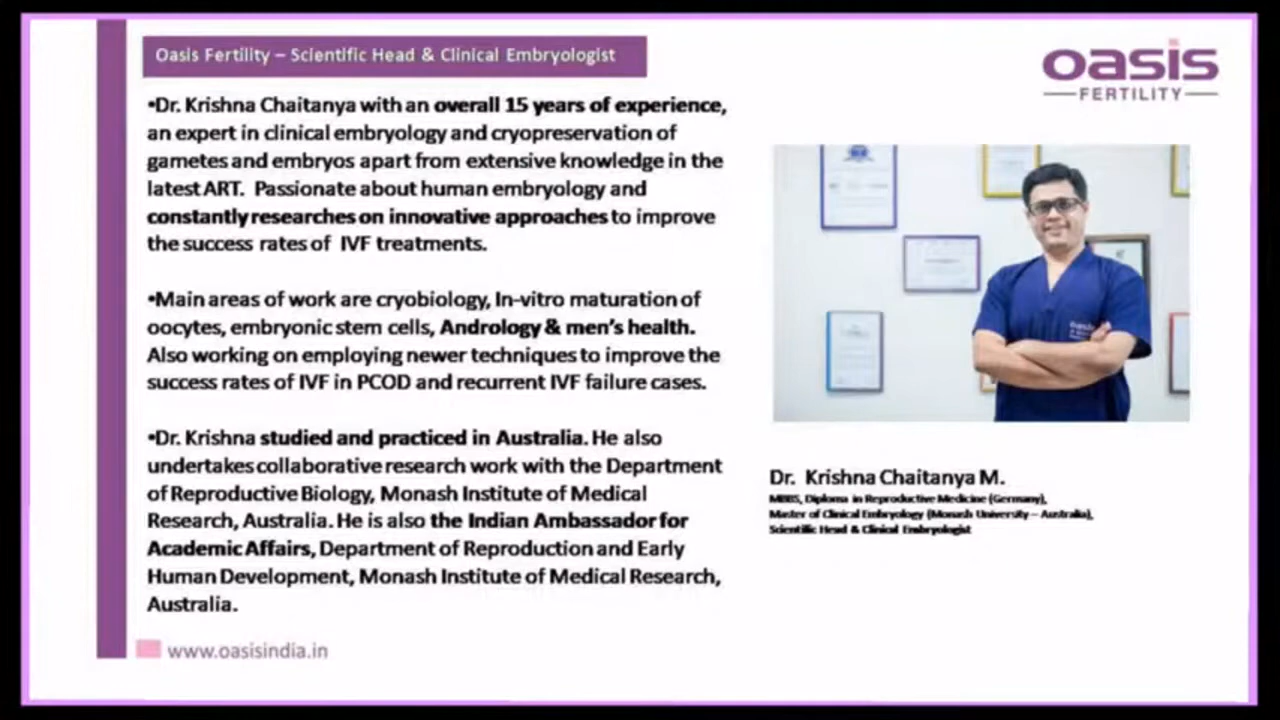 Oasis Fertility – Scientific Head & Clinical Embryologist
oasis
FERTILITY
•Dr. Krishna Chaitanya with an overall 15 years of experience,
an expert in clinical embryology and cryopreservation of
gametes and embryos apart from extensive knowledge in the
latest ART. Passionate about human embryology and
constantly researches on innovative approaches to improve
the success rates of IVF treatments.
•Main areas of work are cryobiology, In-vitro maturation of
oocytes, embryonic stem cells, Andrology & men's health.
Also working on employing newer techniques to improve the
success rates of IVF in PCOD and recurrent IVF failure cases.
•Dr. Krishna studied and practiced in Australia. He also
undertakes collaborative research work with the Department
of Reproductive Biology, Monash Institute of Medical
Research, Australia. He is also the Indian Ambassador for
Academic Affairs, Department of Reproduction and Early
Human Development, Monash Institute of Medical Research,
Australia.
Dr. Krishna Chaitanya M.
MBBS, Diploma in Reproductive Medicine (Germany),
Master of Clinical Embryology (Monash University – Australia),
Scientific Head & Clinical Embryologist
www.oasisindia.in